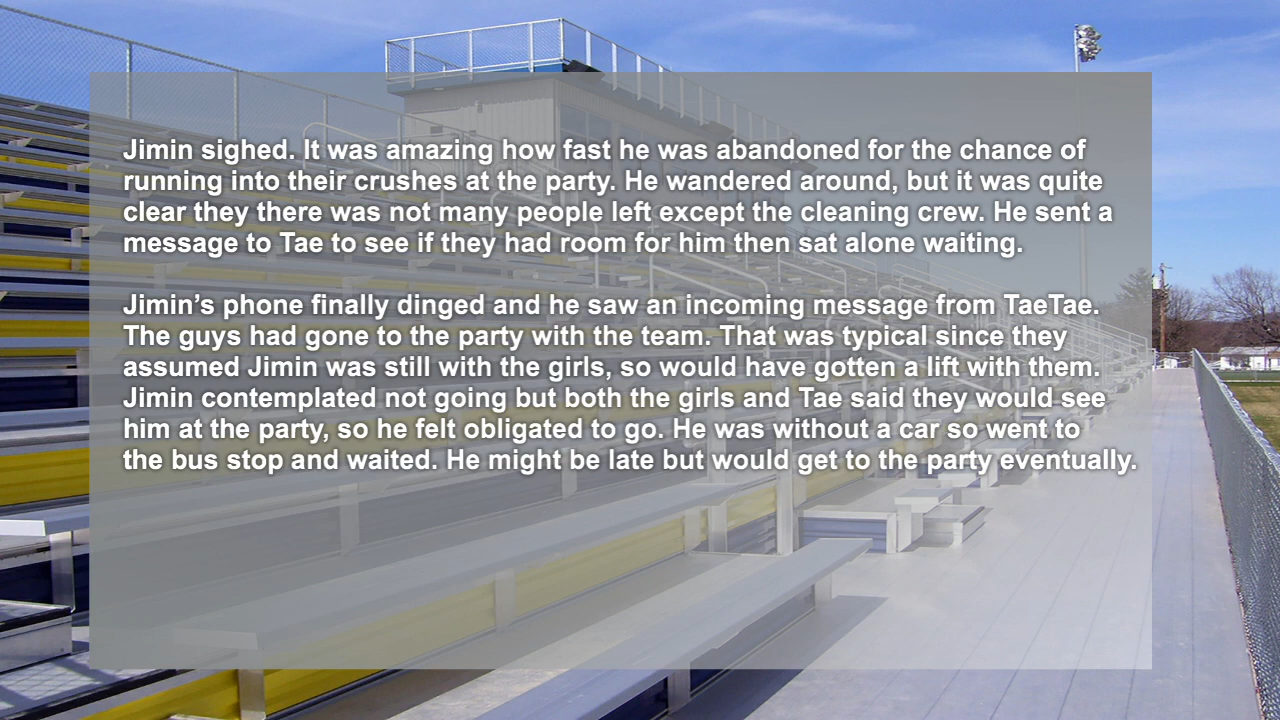 Jimin sighed. It was amazing how fast he was abandoned for the chance of
running into their crushes at the party. He wandered around, but it was quite
clear they there was not many people left except the cleaning crew. He sent a
message to Tae to see if they had room for him then sat alone waiting.
Jimin’s phone finally dinged and he saw an incoming message from TaeTae.
The guys had gone to the party with the team. That was typical since they
assumed Jimin was still with the girls, so would have gotten a lift with them.
Jimin contemplated not going but both the girls and Tae said they would see
him at the party, so he felt obligated to go. He was without a car so went to
the bus stop and waited. He might be late but would get to the party eventually.